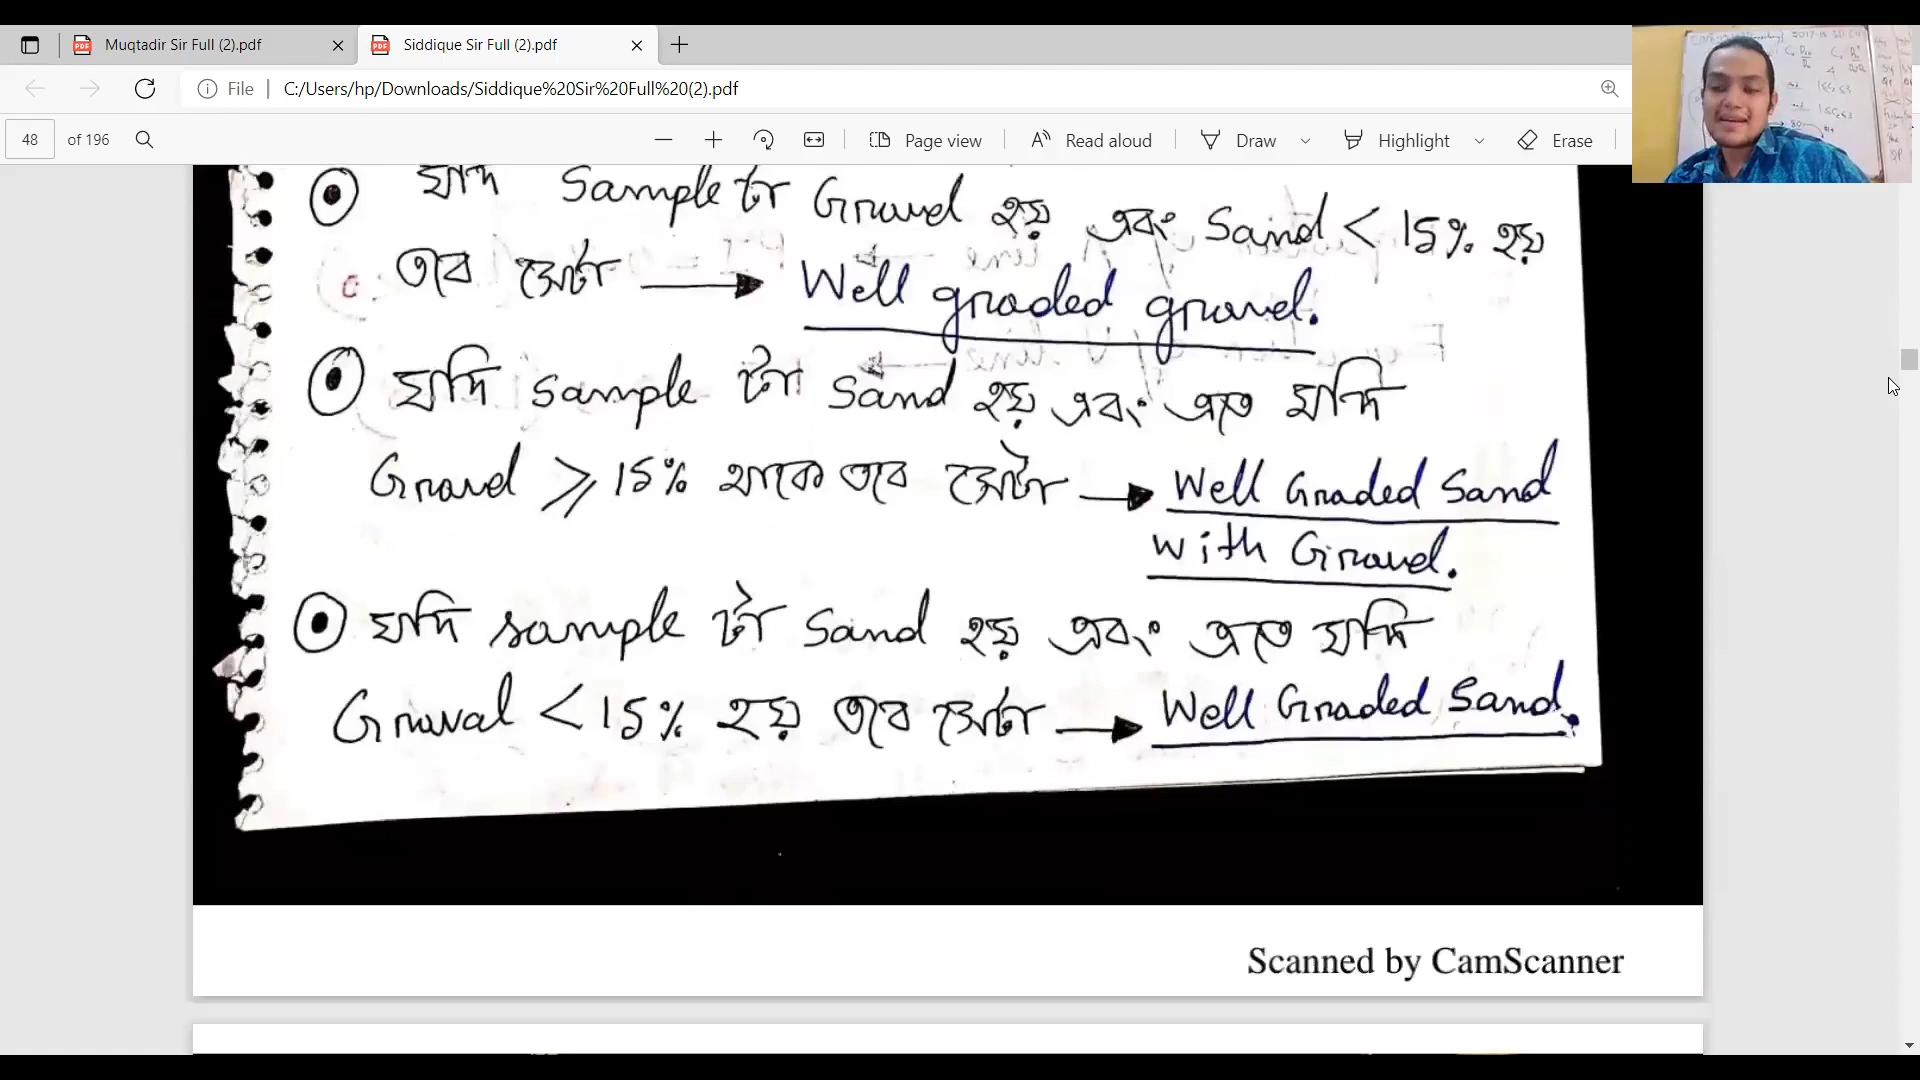 Muqtadir Sir Full (2).pdf
Siddique Sir Full (2).pdf
File C:/Users/hp/Downloads/Siddique%20Sir%20Full%20(2).pdf
48 of 196 Page view Read aloud Draw Highlight Erase
যদি Sample টা Gravel হয় এবং Sand < 15% হয়
তবে সেটা → Well graded gravel.
যদি sample টা Sand হয় এবং এতে যদি
Gravel ⩾ 15% থাকে তবে সেটা → Well Graded Sand
with Gravel.
যদি sample টা Sand হয় এবং এতে যদি
Graval < 15% হয় তবে সেটা → Well Graded Sand.
Scanned by CamScanner